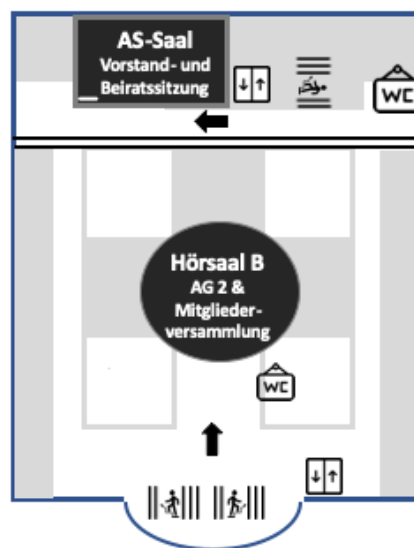 AS-Saal
Vorstand- und
Beiratssitzung
WC
Hörsaal B
AG 2 &
Mitglieder-
versammlung
WC